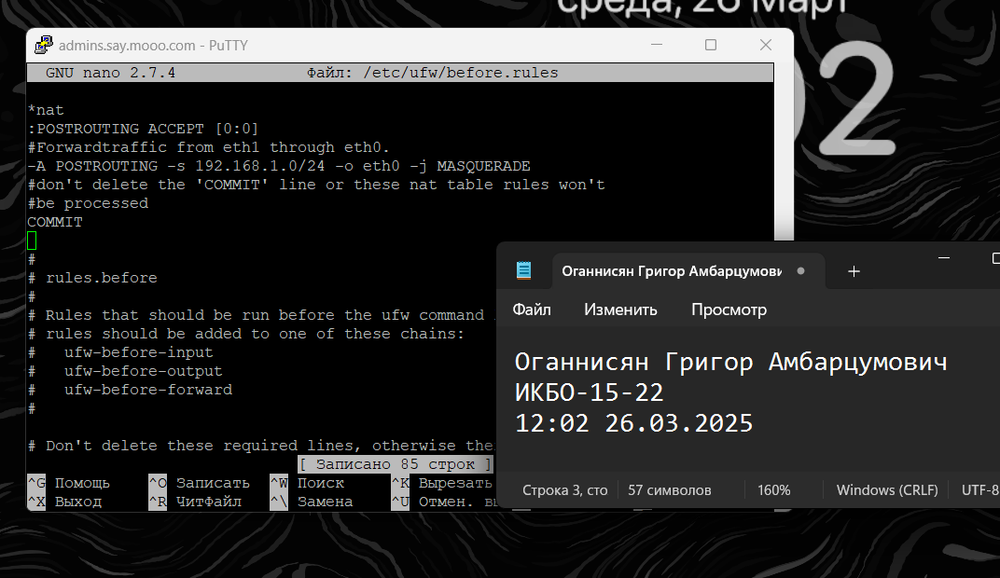 среда, 26 Март
02
admins.say.mooo.com - PuTTY
GNU nano 2.7.4 Файл: /etc/ufw/before.rules
*nat
:POSTROUTING ACCEPT [0:0]
#Forwardtraffic from eth1 through eth0.
-A POSTROUTING -s 192.168.1.0/24 -o eth0 -j MASQUERADE
#don't delete the 'COMMIT' line or these nat table rules won't
#be processed
COMMIT
#
# rules.before
#
# Rules that should be run before the ufw command
# rules should be added to one of these chains:
#   ufw-before-input
#   ufw-before-output
#   ufw-before-forward
#
# Don't delete these required lines, otherwise the
[ Записано 85 строк ]
^G Помощь ^O Записать ^W Поиск ^K Вырезать
^X Выход ^R ЧитФайл ^\ Замена ^U Отмен.
Оганнисян Григор Амбарцумови
Файл Изменить Просмотр
Оганнисян Григор Амбарцумович
ИКБО-15-22
12:02 26.03.2025
Строка 3, сто 57 символов 160% Windows (CRLF) UTF-8